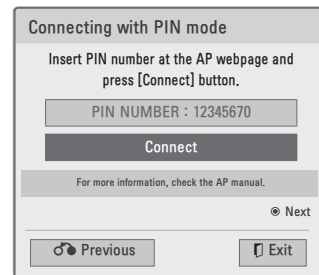 Connecting with PIN mode
Insert PIN number at the AP webpage and
press [Connect] button.
PIN NUMBER : 12345670
Connect
For more information, check the AP manual.
◉ Next
Previous
Exit